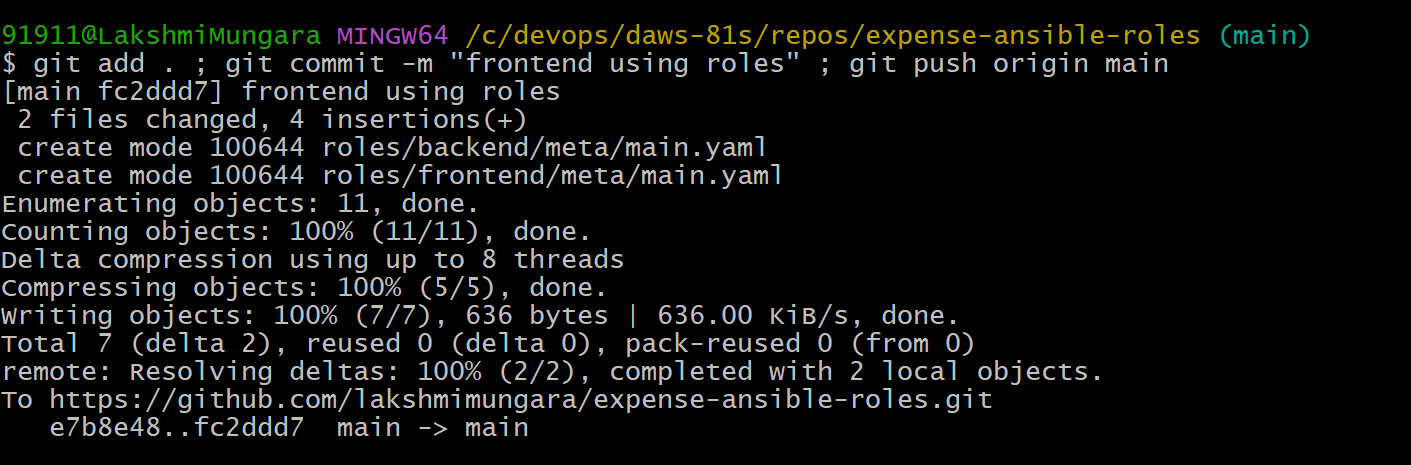 91911@LakshmiMungara MINGW64 /c/devops/daws-81s/repos/expense-ansible-roles (main)
$ git add . ; git commit -m "frontend using roles" ; git push origin main
[main fc2ddd7] frontend using roles
 2 files changed, 4 insertions(+)
 create mode 100644 roles/backend/meta/main.yaml
 create mode 100644 roles/frontend/meta/main.yaml
Enumerating objects: 11, done.
Counting objects: 100% (11/11), done.
Delta compression using up to 8 threads
Compressing objects: 100% (5/5), done.
Writing objects: 100% (7/7), 636 bytes | 636.00 KiB/s, done.
Total 7 (delta 2), reused 0 (delta 0), pack-reused 0 (from 0)
remote: Resolving deltas: 100% (2/2), completed with 2 local objects.
To https://github.com/lakshmimungara/expense-ansible-roles.git
   e7b8e48..fc2ddd7  main -> main